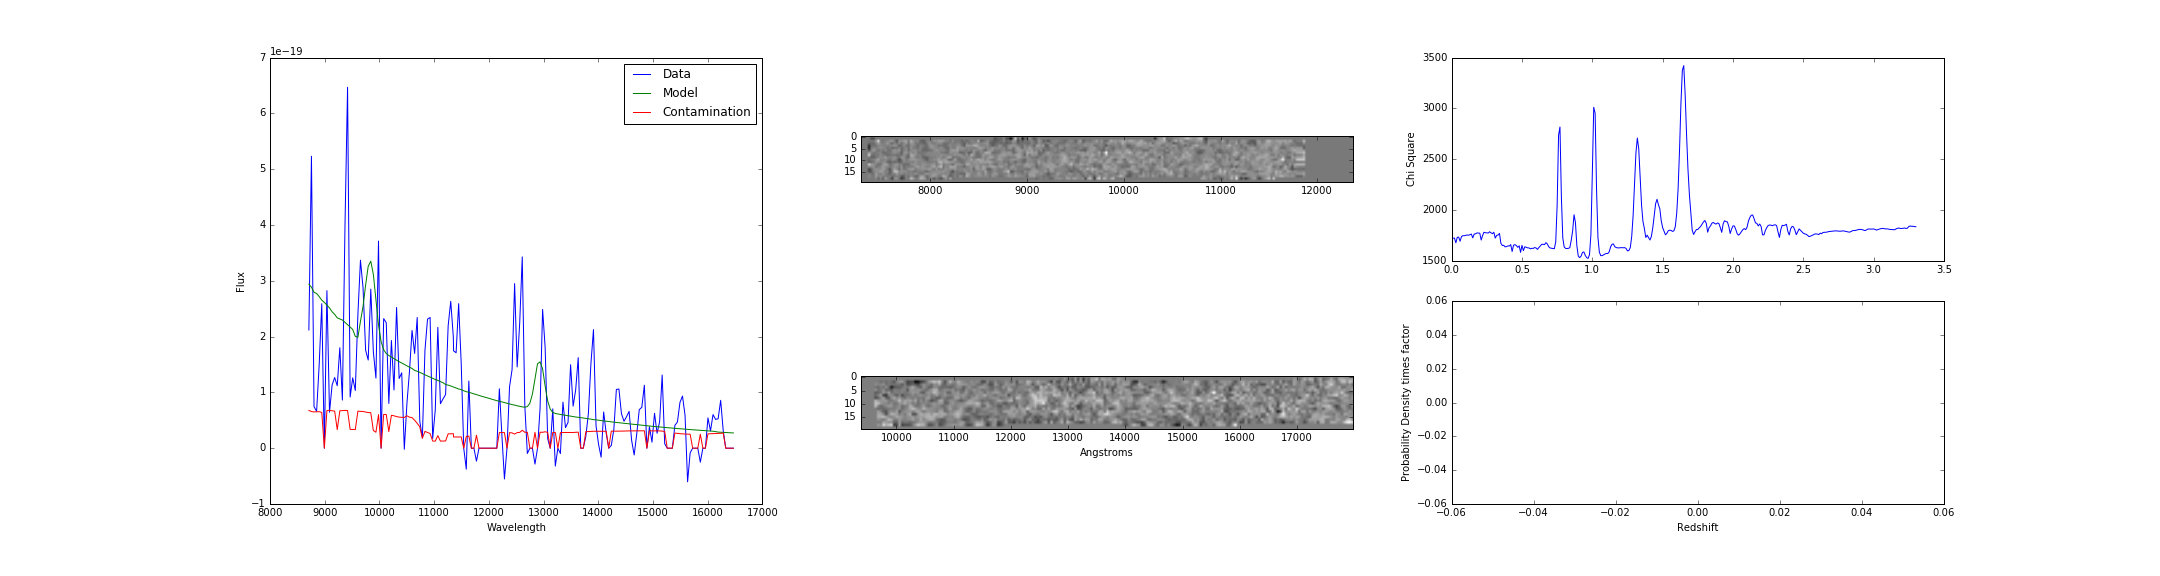 1e−19
7
6
5
4
3
2
1
0
−1
Flux
8000 9000 10000 11000 12000 13000 14000 15000 16000 17000
Wavelength
Data
Model
Contamination
0
5
10
15
8000 9000 10000 11000 12000
0
5
10
15
10000 11000 12000 13000 14000 15000 16000 17000
Angstroms
3500
3000
2500
2000
1500
Chi Square
0.0 0.5 1.0 1.5 2.0 2.5 3.0 3.5
0.06
0.04
0.02
0.00
−0.02
−0.04
−0.06
Probability Density times factor
−0.06 −0.04 −0.02 0.00 0.02 0.04 0.06
Redshift